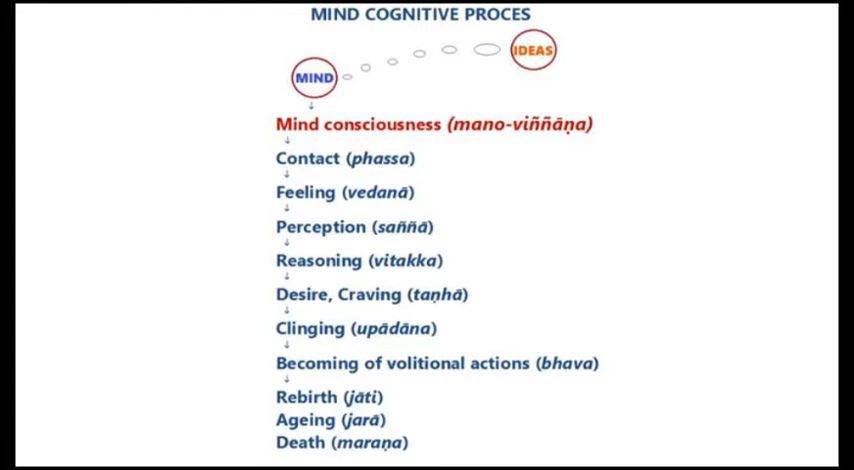 MIND COGNITIVE PROCES
IDEAS
MIND
↓
Mind consciousness (mano-viññāṇa)
↓
Contact (phassa)
↓
Feeling (vedanā)
↓
Perception (saññā)
↓
Reasoning (vitakka)
↓
Desire, Craving (taṇhā)
↓
Clinging (upādāna)
↓
Becoming of volitional actions (bhava)
↓
Rebirth (jāti)
Ageing (jarā)
Death (maraṇa)